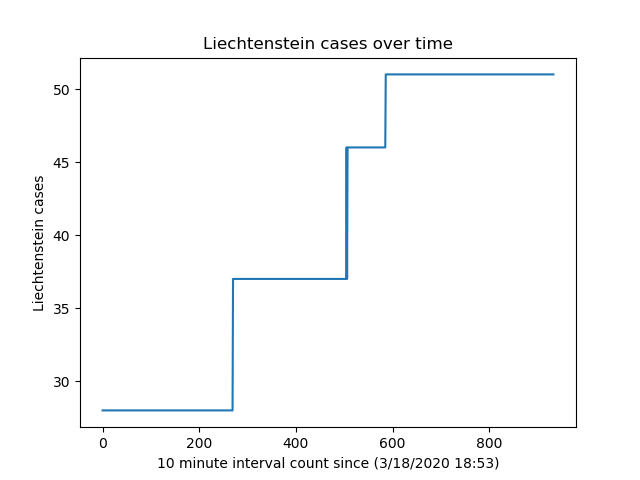 Liechtenstein cases over time
50
45
40
35
30
Liechtenstein cases
0 200 400 600 800
10 minute interval count since (3/18/2020 18:53)